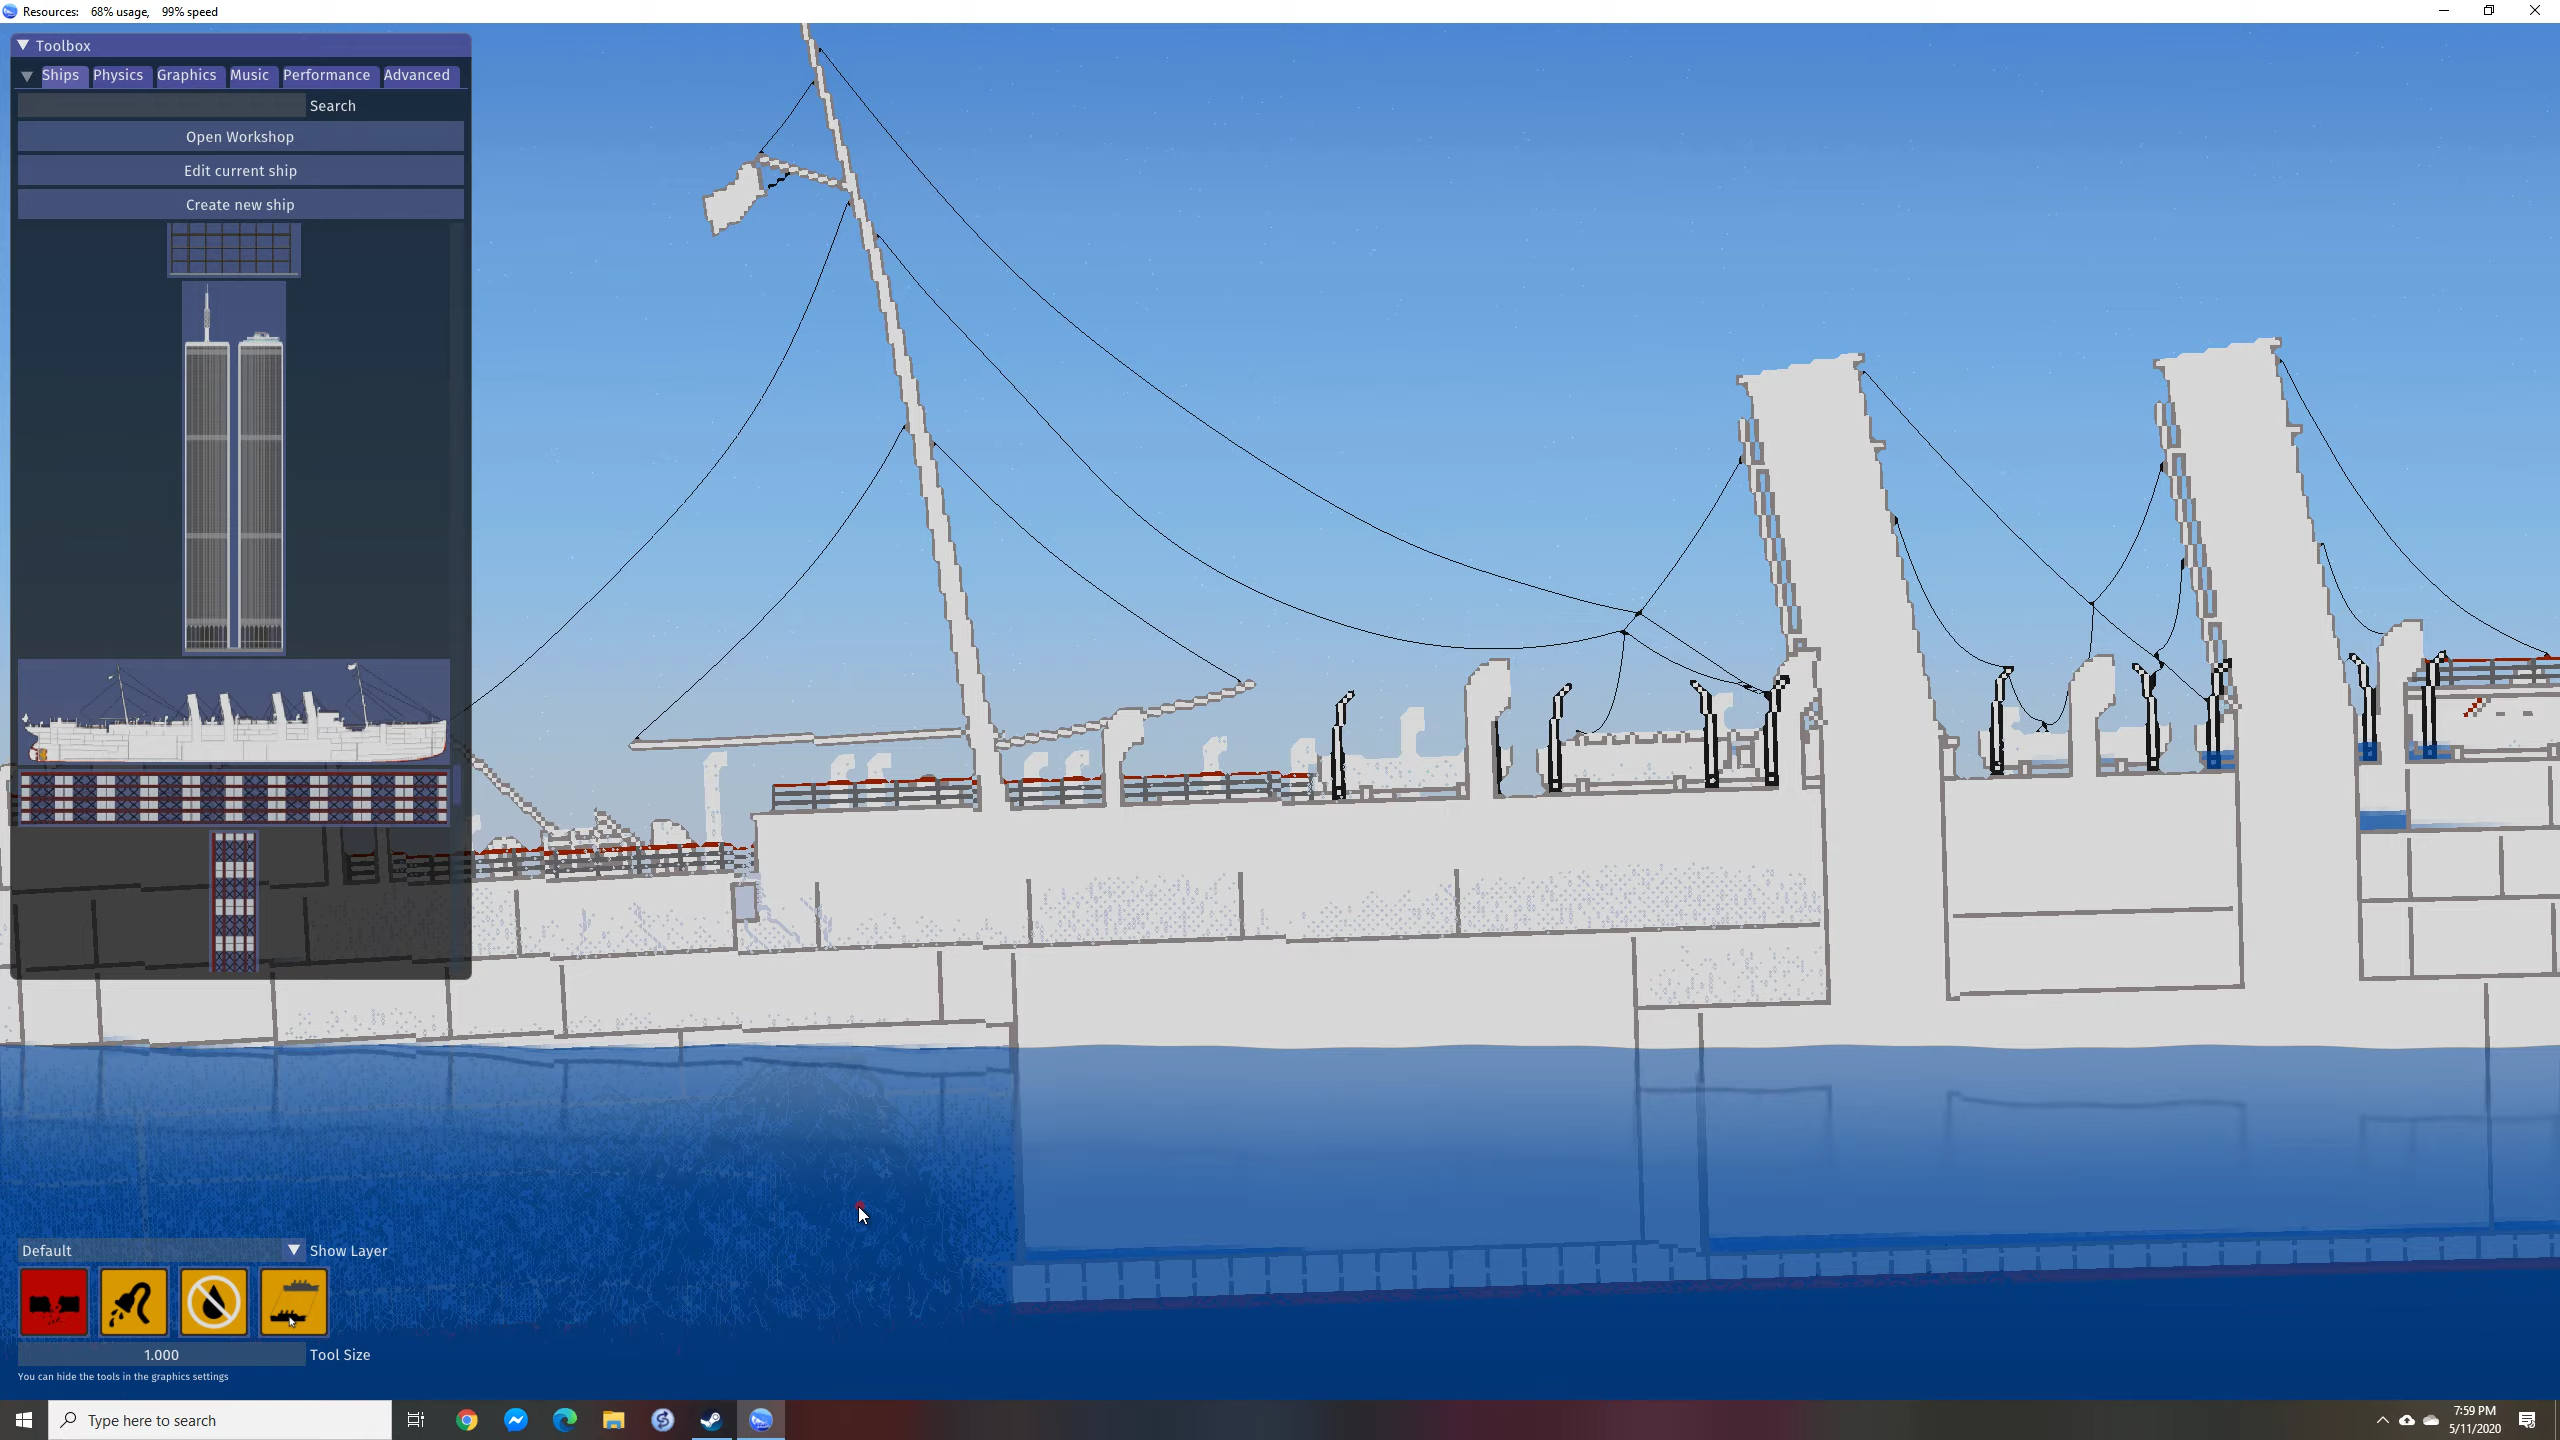 Resources: 68% usage, 99% speed
Toolbox
Ships Physics Graphics Music Performance Advanced
Search
Open Workshop
Edit current ship
Create new ship
Default Show Layer
1.000 Tool Size
You can hide the tools in the graphics settings
Type here to search
7:59 PM
5/11/2020